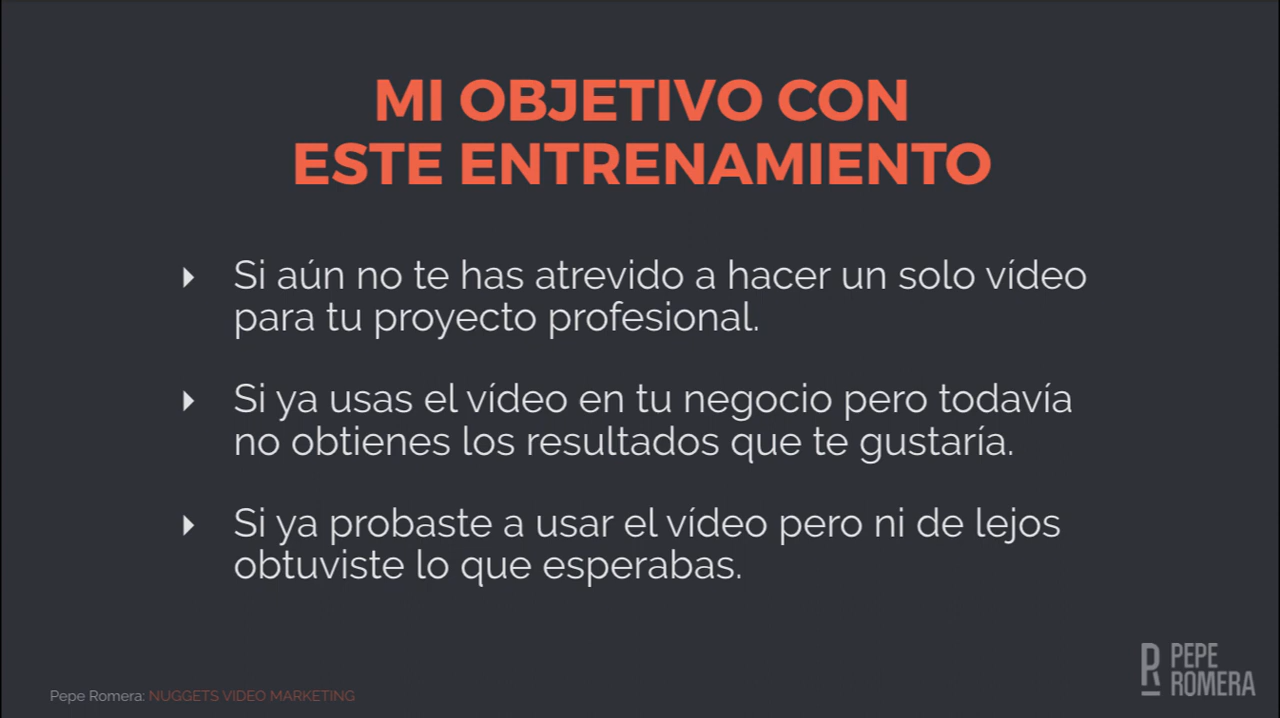 MI OBJETIVO CON
ESTE ENTRENAMIENTO
Si aún no te has atrevido a hacer un solo vídeo
para tu proyecto profesional.
Si ya usas el vídeo en tu negocio pero todavía
no obtienes los resultados que te gustaría.
Si ya probaste a usar el vídeo pero ni de lejos
obtuviste lo que esperabas.
Pepe Romera: NUGGETS VIDEO MARKETING
PEPE
ROMERA